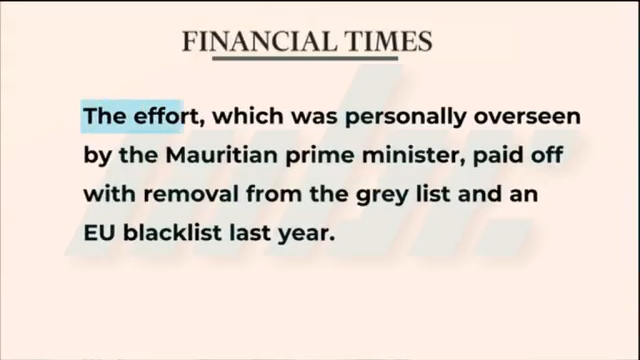 FINANCIAL TIMES
The effort, which was personally overseen
by the Mauritian prime minister, paid off
with removal from the grey list and an
EU blacklist last year.